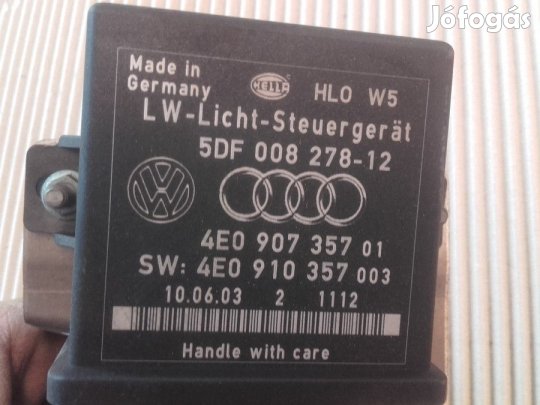 Jófogás
Made in
Germany
HELLA
HLO W5
LW-Licht-Steuergerät
5DF 008 278-12
VW
4E0 907 357 01
SW: 4E0 910 357 003
10.06.03 2 1112
Handle with care